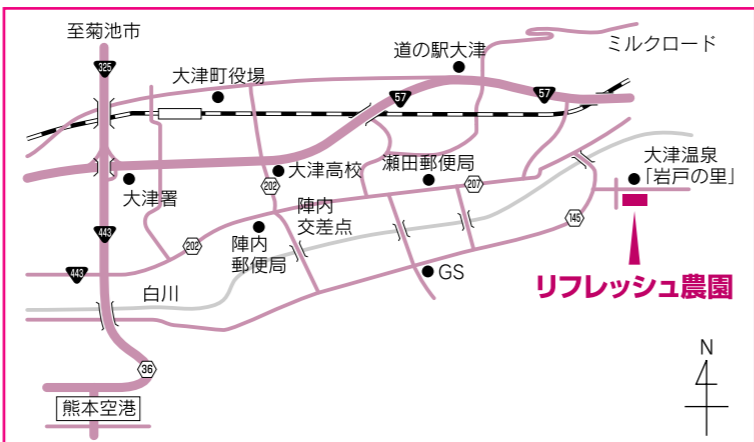 至菊池市
325
大津町役場
道の駅大津
ミルクロード
57
57
大津署
202
大津高校
瀬田郵便局
207
大津温泉
「岩戸の里」
443
202
陣内
郵便局
陣内
交差点
145
443
白川
GS
リフレッシュ農園
36
熊本空港
N